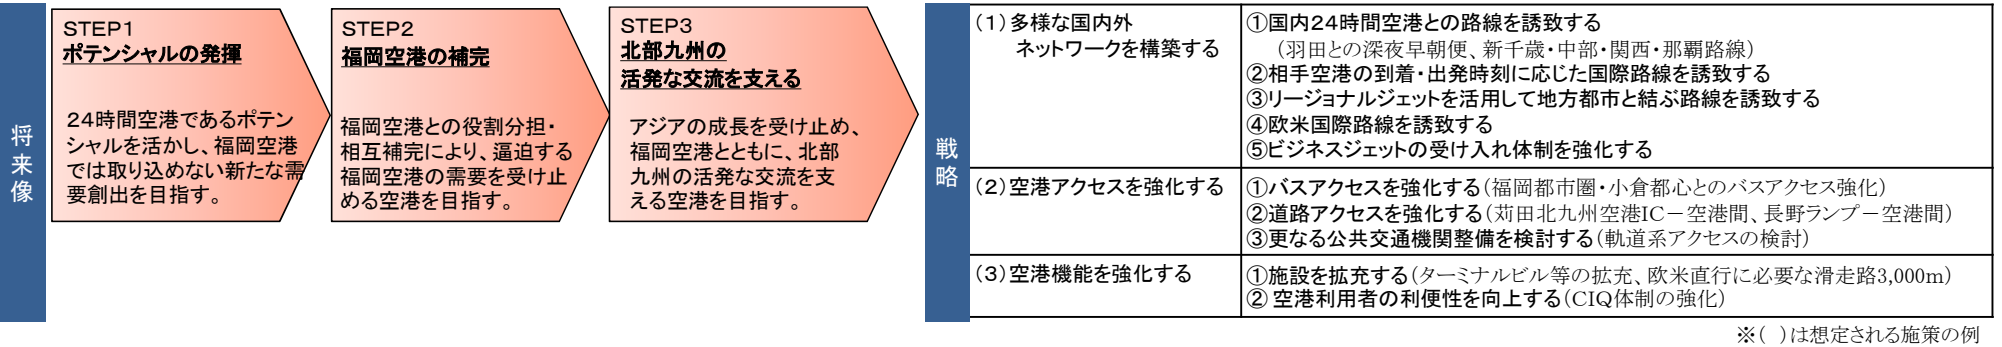 将来像
STEP1
ポテンシャルの発揮
24時間空港であるポテン
シャルを活かし、福岡空港
では取り込めない新たな需
要創出を目指す。
STEP2
福岡空港の補完
福岡空港との役割分担・
相互補完により、逼迫する
福岡空港の需要を受け止
める空港を目指す。
STEP3
北部九州の
活発な交流を支える
アジアの成長を受け止め、
福岡空港とともに、北部
九州の活発な交流を支
える空港を目指す。
戦略
(1)多様な国内外
ネットワークを構築する
①国内24時間空港との路線を誘致する
(羽田との深夜早朝便、新千歳・中部・関西・那覇路線)
②相手空港の到着・出発時刻に応じた国際路線を誘致する
③リージョナルジェットを活用して地方都市と結ぶ路線を誘致する
④欧米国際路線を誘致する
⑤ビジネスジェットの受け入れ体制を強化する
(2)空港アクセスを強化する
①バスアクセスを強化する(福岡都市圏・小倉都心とのバスアクセス強化)
②道路アクセスを強化する(苅田北九州空港IC-空港間、長野ランプ-空港間)
③更なる公共交通機関整備を検討する(軌道系アクセスの検討)
(3)空港機能を強化する
①施設を拡充する(ターミナルビル等の拡充、欧米直行に必要な滑走路3,000m)
② 空港利用者の利便性を向上する(CIQ体制の強化)
※( )は想定される施策の例